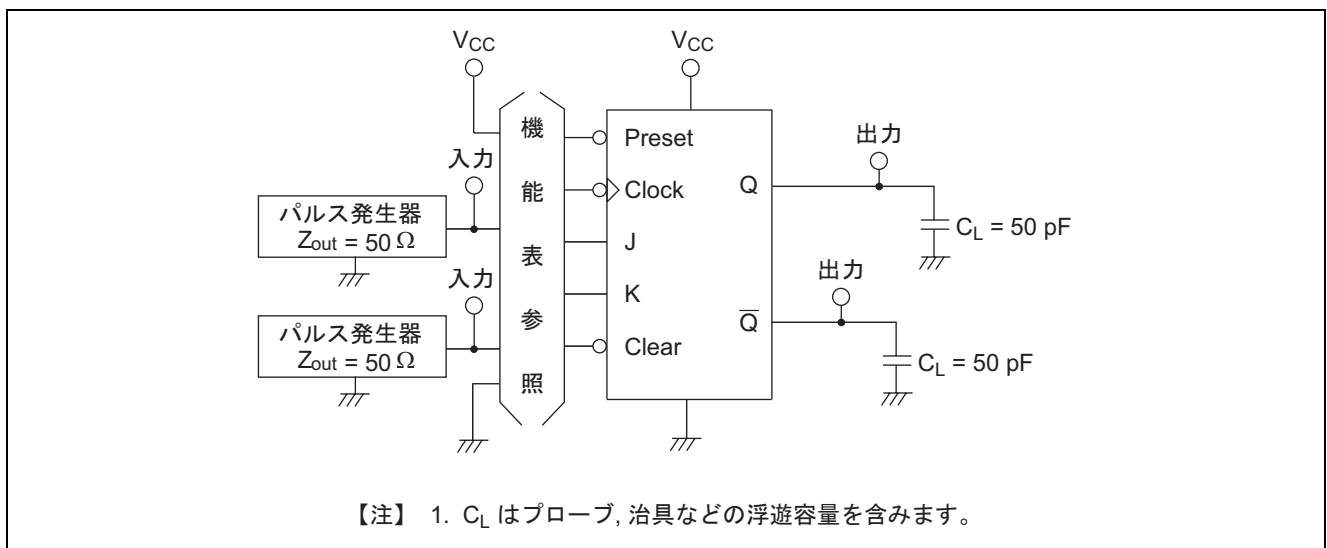 VCC
VCC
機能表参照
入力
パルス発生器
Zout = 50 Ω
入力
パルス発生器
Zout = 50 Ω
Preset
Clock
J
K
Clear
Q
Q̅
出力
CL = 50 pF
出力
CL = 50 pF
【注】 1. CL はプローブ, 治具などの浮遊容量を含みます。